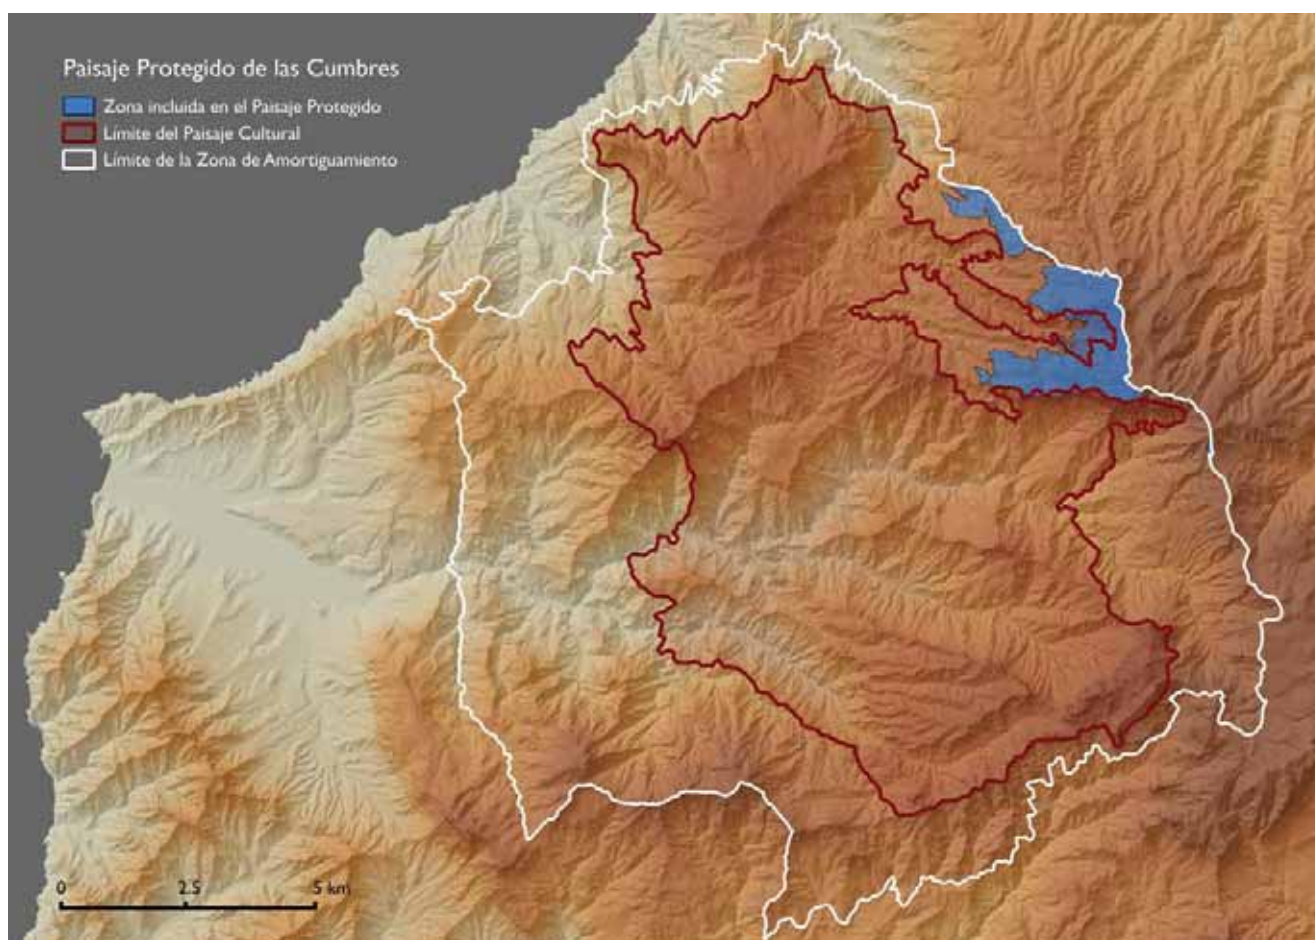 Paisaje Protegido de las Cumbres
Zona incluida en el Paisaje Protegido
Límite del Paisaje Cultural
Límite de la Zona de Amortiguamiento
0 2.5 5 km